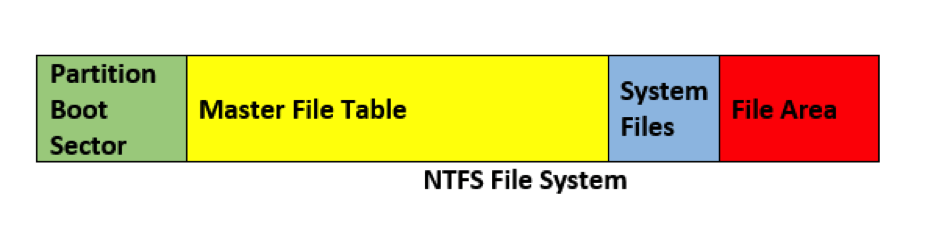 Partition
Boot
Sector
Master File Table
System
Files
File Area
NTFS File System